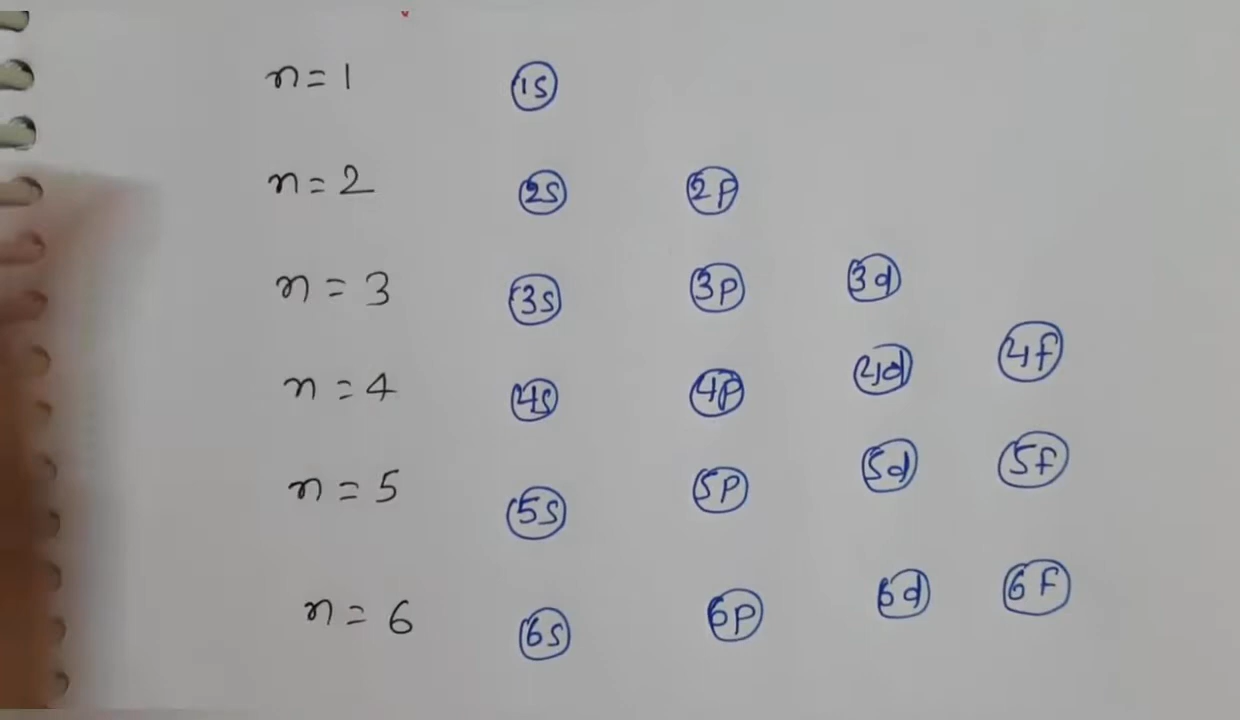 n = 1 1s
n = 2 2s 2p
n = 3 3s 3p 3d
n = 4 4s 4p 4d 4f
n = 5 5s 5p 5d 5f
n = 6 6s 6p 6d 6f